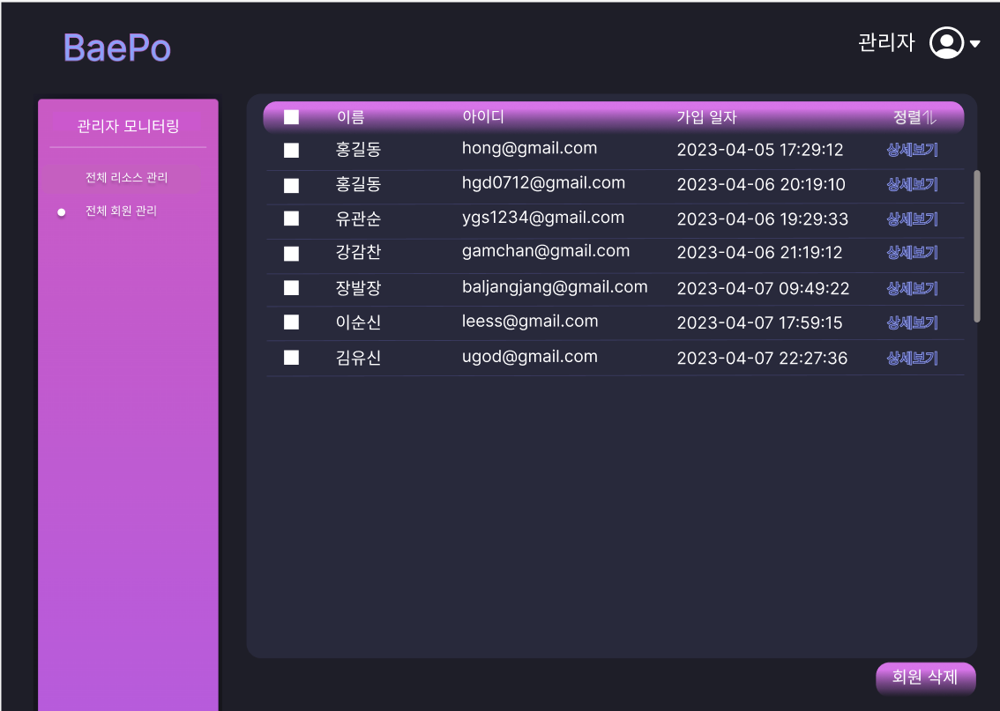 BaePo
관리자
관리자 모니터링
전체 리소스 관리
전체 회원 관리
이름 아이디 가입 일자 정렬
홍길동 hong@gmail.com 2023-04-05 17:29:12 상세보기
홍길동 hgd0712@gmail.com 2023-04-06 20:19:10 상세보기
유관순 ygs1234@gmail.com 2023-04-06 19:29:33 상세보기
강감찬 gamchan@gmail.com 2023-04-06 21:19:12 상세보기
장발장 baljangjang@gmail.com 2023-04-07 09:49:22 상세보기
이순신 leess@gmail.com 2023-04-07 17:59:15 상세보기
김유신 ugod@gmail.com 2023-04-07 22:27:36 상세보기
회원 삭제